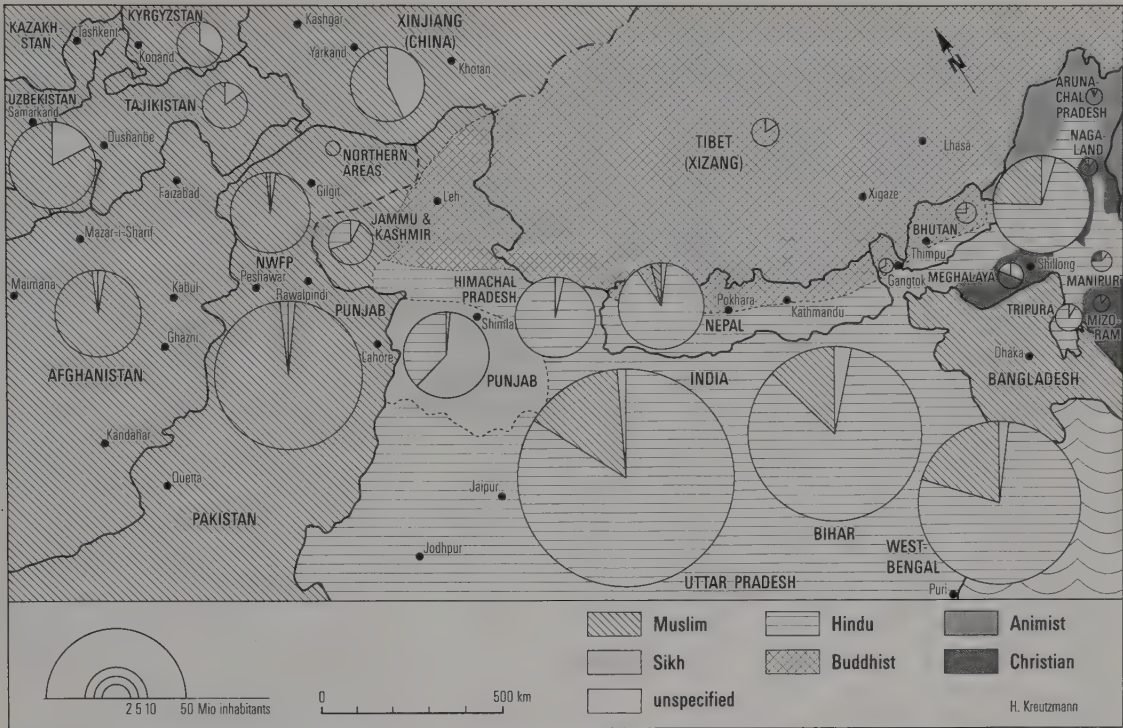 KAZAKH-
STAN
Tashkent
KYRGYZSTAN
Kokand
Kashgar
XINJIANG
(CHINA)
Yarkand
Khotan
UZBEKISTAN
Samarkand
TAJIKISTAN
Dushanbe
Faizabad
NORTHERN
AREAS
Gilgit
Leh
JAMMU &
KASHMIR
TIBET
(XIZANG)
Lhasa
Xigaze
N
ARUNA-
CHAL
PRADESH
NAGA-
LAND
BHUTAN
Thimpu
Gangtok
MEGHALAYA
Shillong
MANIPUR
TRIPURA
MIZO-
RAM
Dhaka
BANGLADESH
Mazar-i-Sharif
Maimana
Kabul
Ghazni
AFGHANISTAN
Kandahar
NWFP
Peshawar
Rawalpindi
PUNJAB
Lahore
Quetta
PAKISTAN
HIMACHAL
PRADESH
Shimla
PUNJAB
Pokhara
NEPAL
Kathmandu
INDIA
Jaipur
Jodhpur
UTTAR PRADESH
BIHAR
WEST-
BENGAL
Puri
2 5 10 50 Mio inhabitants
0 500 km
Muslim
Hindu
Animist
Sikh
Buddhist
Christian
unspecified
H. Kreutzmann